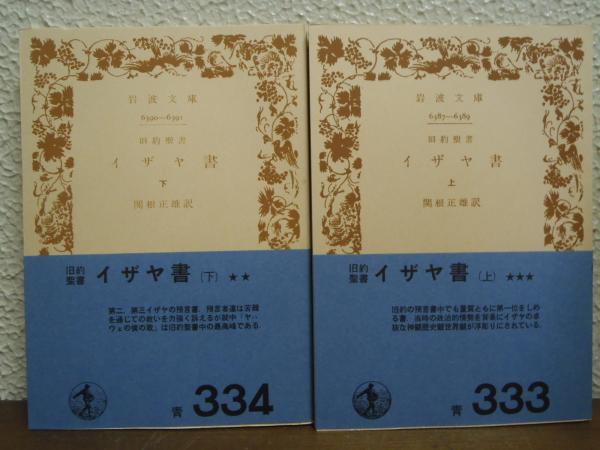 岩波文庫
6390—6391
旧約聖書
イザヤ書
下
関根正雄訳
旧約
聖書
イザヤ書
(下)
★★
第二、第三イザヤの預言書。預言者達は苦難
を通じての救いを力強く訴えるが就中「ヤハ
ウェの僕の歌」は旧約聖書中の最高峰である。
青 334
岩波文庫
6387—6389
旧約聖書
イザヤ書
上
関根正雄訳
旧約
聖書
イザヤ書
(上)
★★★
旧約の預言書中でも量質ともに第一位をしめ
る書。当時の政治的情勢を背景にイザヤの卓
抜な神観歴史観世界観が浮彫りにされている。
青 333